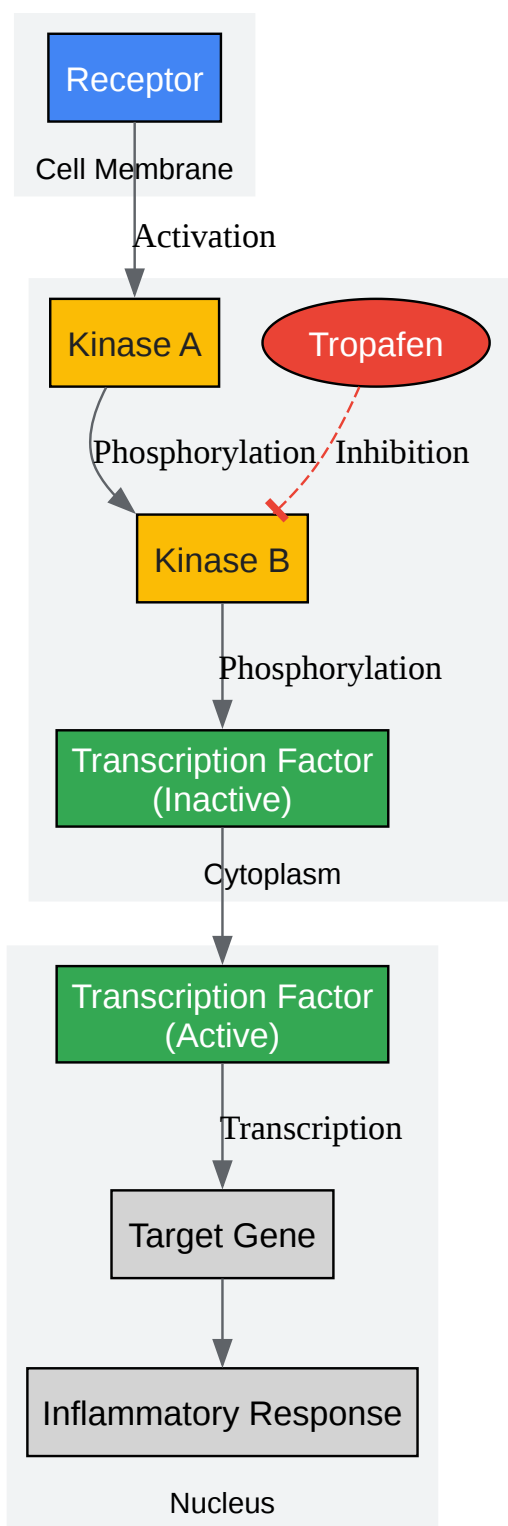 Receptor
Cell Membrane
Activation
Kinase A
Tropafen
Phosphorylation
Inhibition
Kinase B
Phosphorylation
Transcription Factor
(Inactive)
Cytoplasm
Transcription Factor
(Active)
Transcription
Target Gene
Inflammatory Response
Nucleus